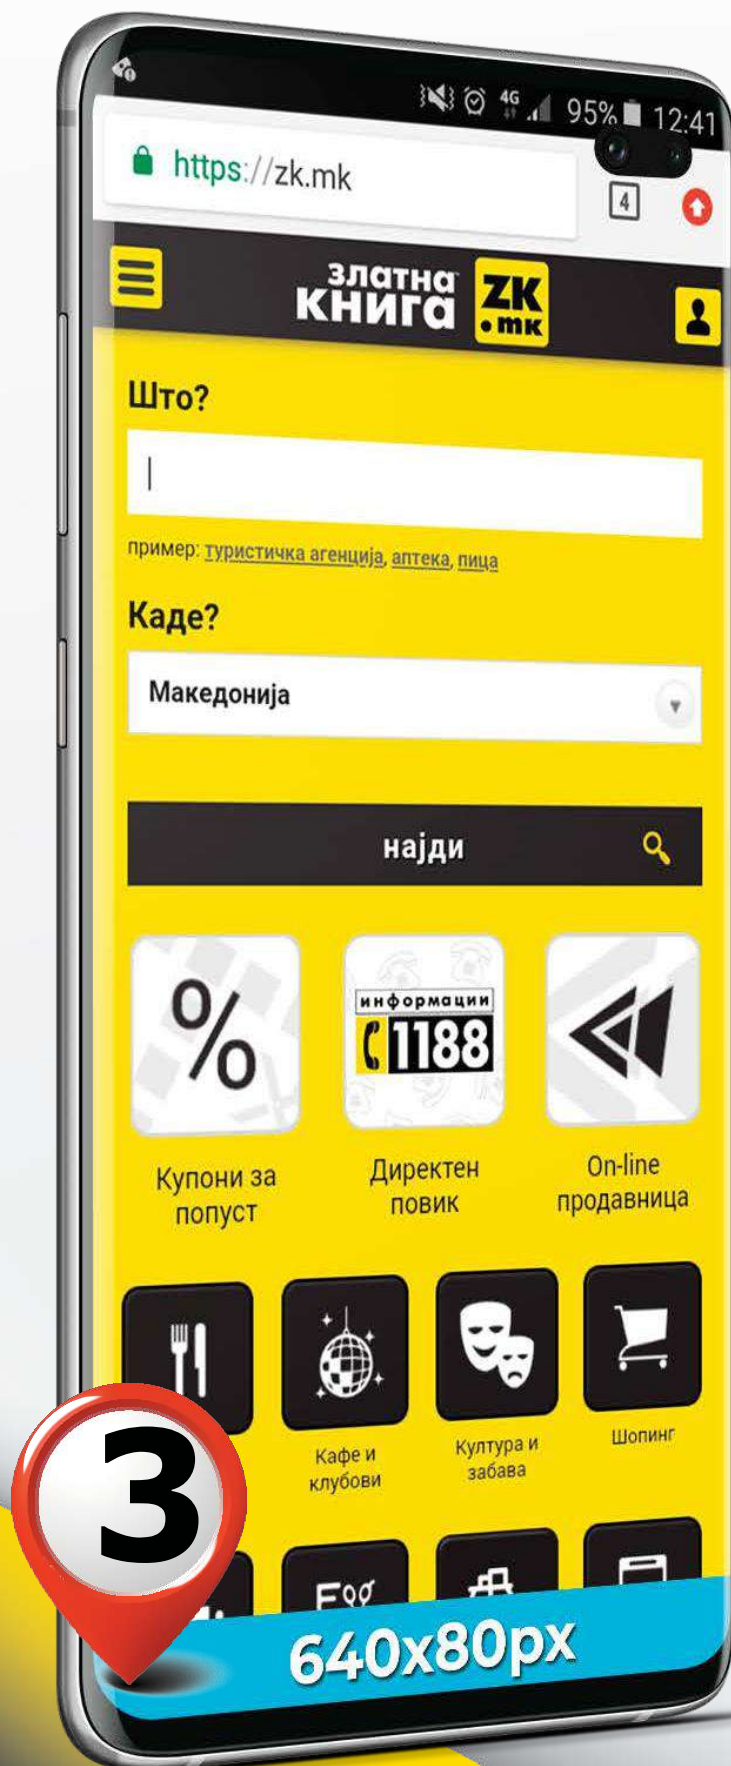 4G 95% 12:41
https://zk.mk
4
златна
книга
ZK
.mk
Што?
пример: туристичка агенција, аптека, пица
Каде?
Македонија
најди
%
информации
1188
Купони за
попуст
Директен
повик
On-line
продавница
Кафе и
клубови
Култура и
забава
Шопинг
3
640x80px